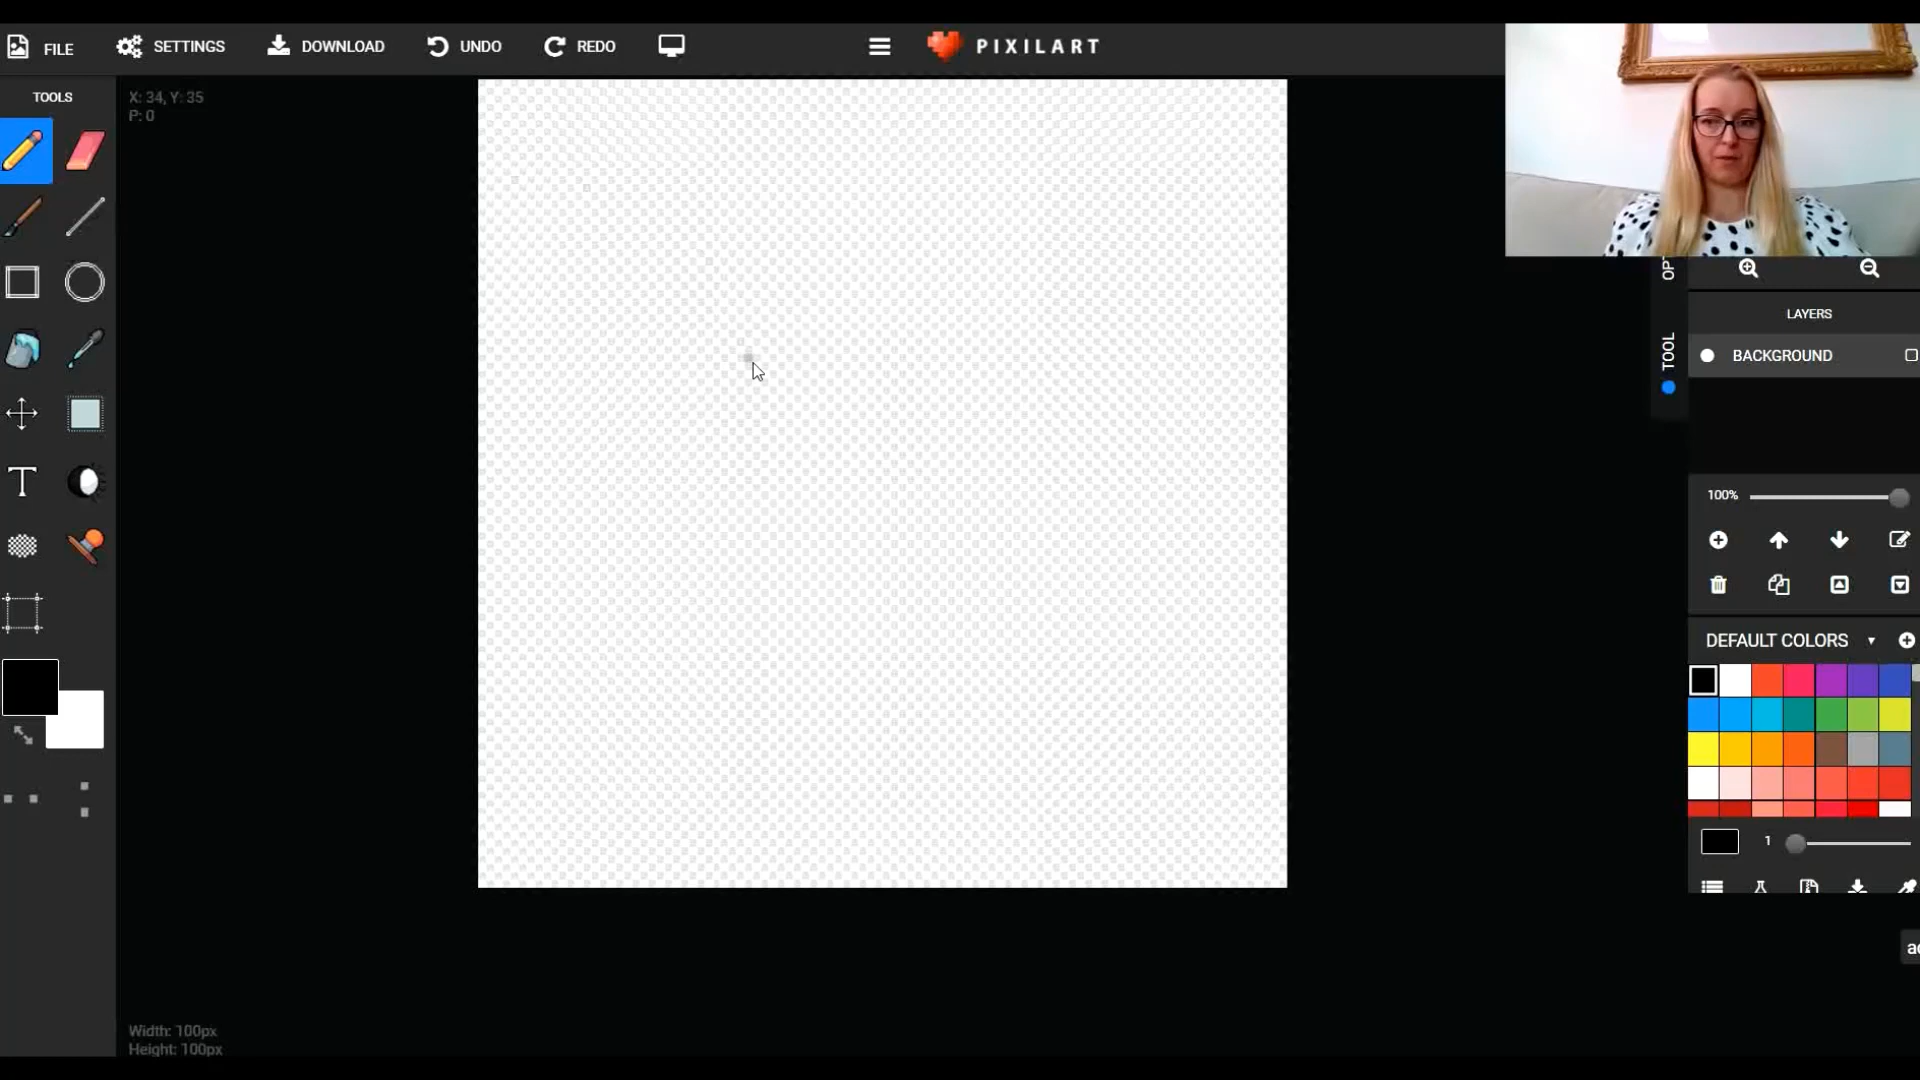 FILE
SETTINGS
DOWNLOAD
UNDO
REDO
PIXILART
TOOLS
X: 34, Y: 35
P: 0
TOOL
LAYERS
BACKGROUND
100%
DEFAULT COLORS
1
Width: 100px
Height: 100px